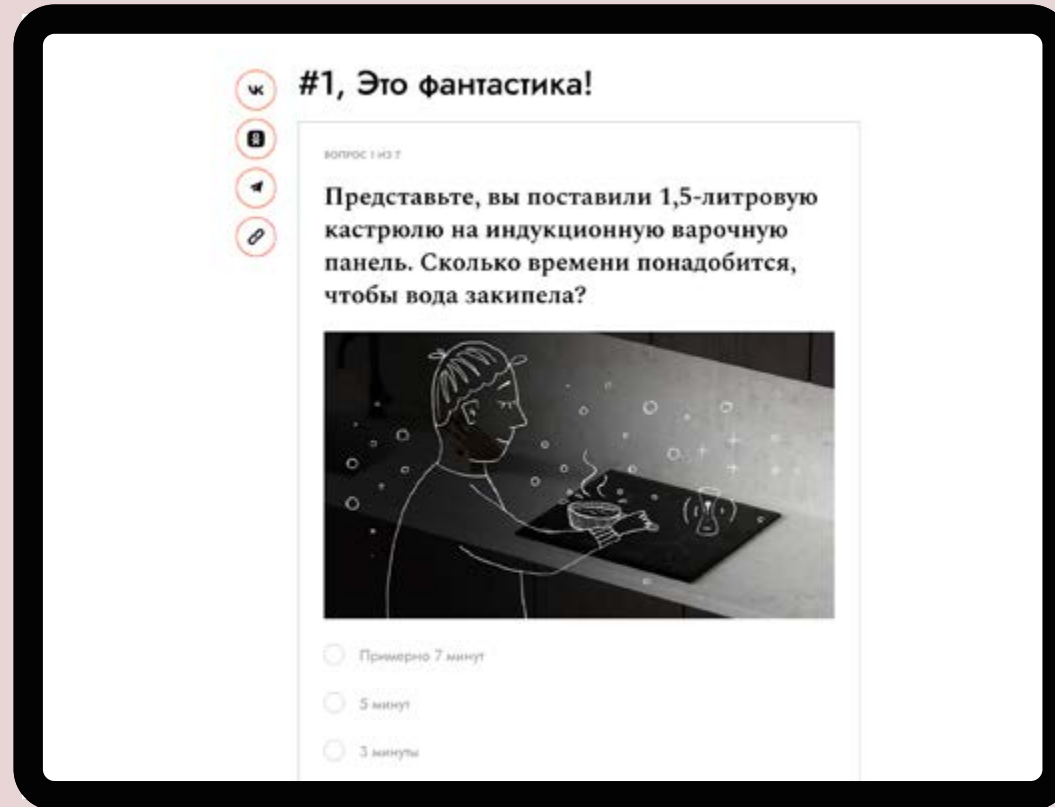 #1, Это фантастика!
ВОПРОС 1 ИЗ 7
Представьте, вы поставили 1,5-литровую
кастрюлю на индукционную варочную
панель. Сколько времени понадобится,
чтобы вода закипела?
Примерно 7 минут
5 минут
3 минуты